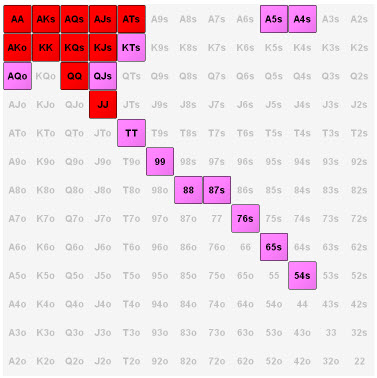 AA AKs AQs AJs ATs A9s A8s A7s A6s A5s A4s A3s A2s
AKo KK KQs KJs KTs K9s K8s K7s K6s K5s K4s K3s K2s
AQo KQo QQ QJs QTs Q9s Q8s Q7s Q6s Q5s Q4s Q3s Q2s
AJo KJo QJo JJ JTs J9s J8s J7s J6s J5s J4s J3s J2s
ATo KTo QTo JTo TT T9s T8s T7s T6s T5s T4s T3s T2s
A9o K9o Q9o J9o T9o 99 98s 97s 96s 95s 94s 93s 92s
A8o K8o Q8o J8o T8o 98o 88 87s 86s 85s 84s 83s 82s
A7o K7o Q7o J7o T7o 97o 87o 77 76s 75s 74s 73s 72s
A6o K6o Q6o J6o T6o 96o 86o 76o 66 65s 64s 63s 62s
A5o K5o Q5o J5o T5o 95o 85o 75o 65o 55 54s 53s 52s
A4o K4o Q4o J4o T4o 94o 84o 74o 64o 54o 44 43s 42s
A3o K3o Q3o J3o T3o 93o 83o 73o 63o 53o 43o 33 32s
A2o K2o Q2o J2o T2o 92o 82o 72o 62o 52o 42o 32o 22